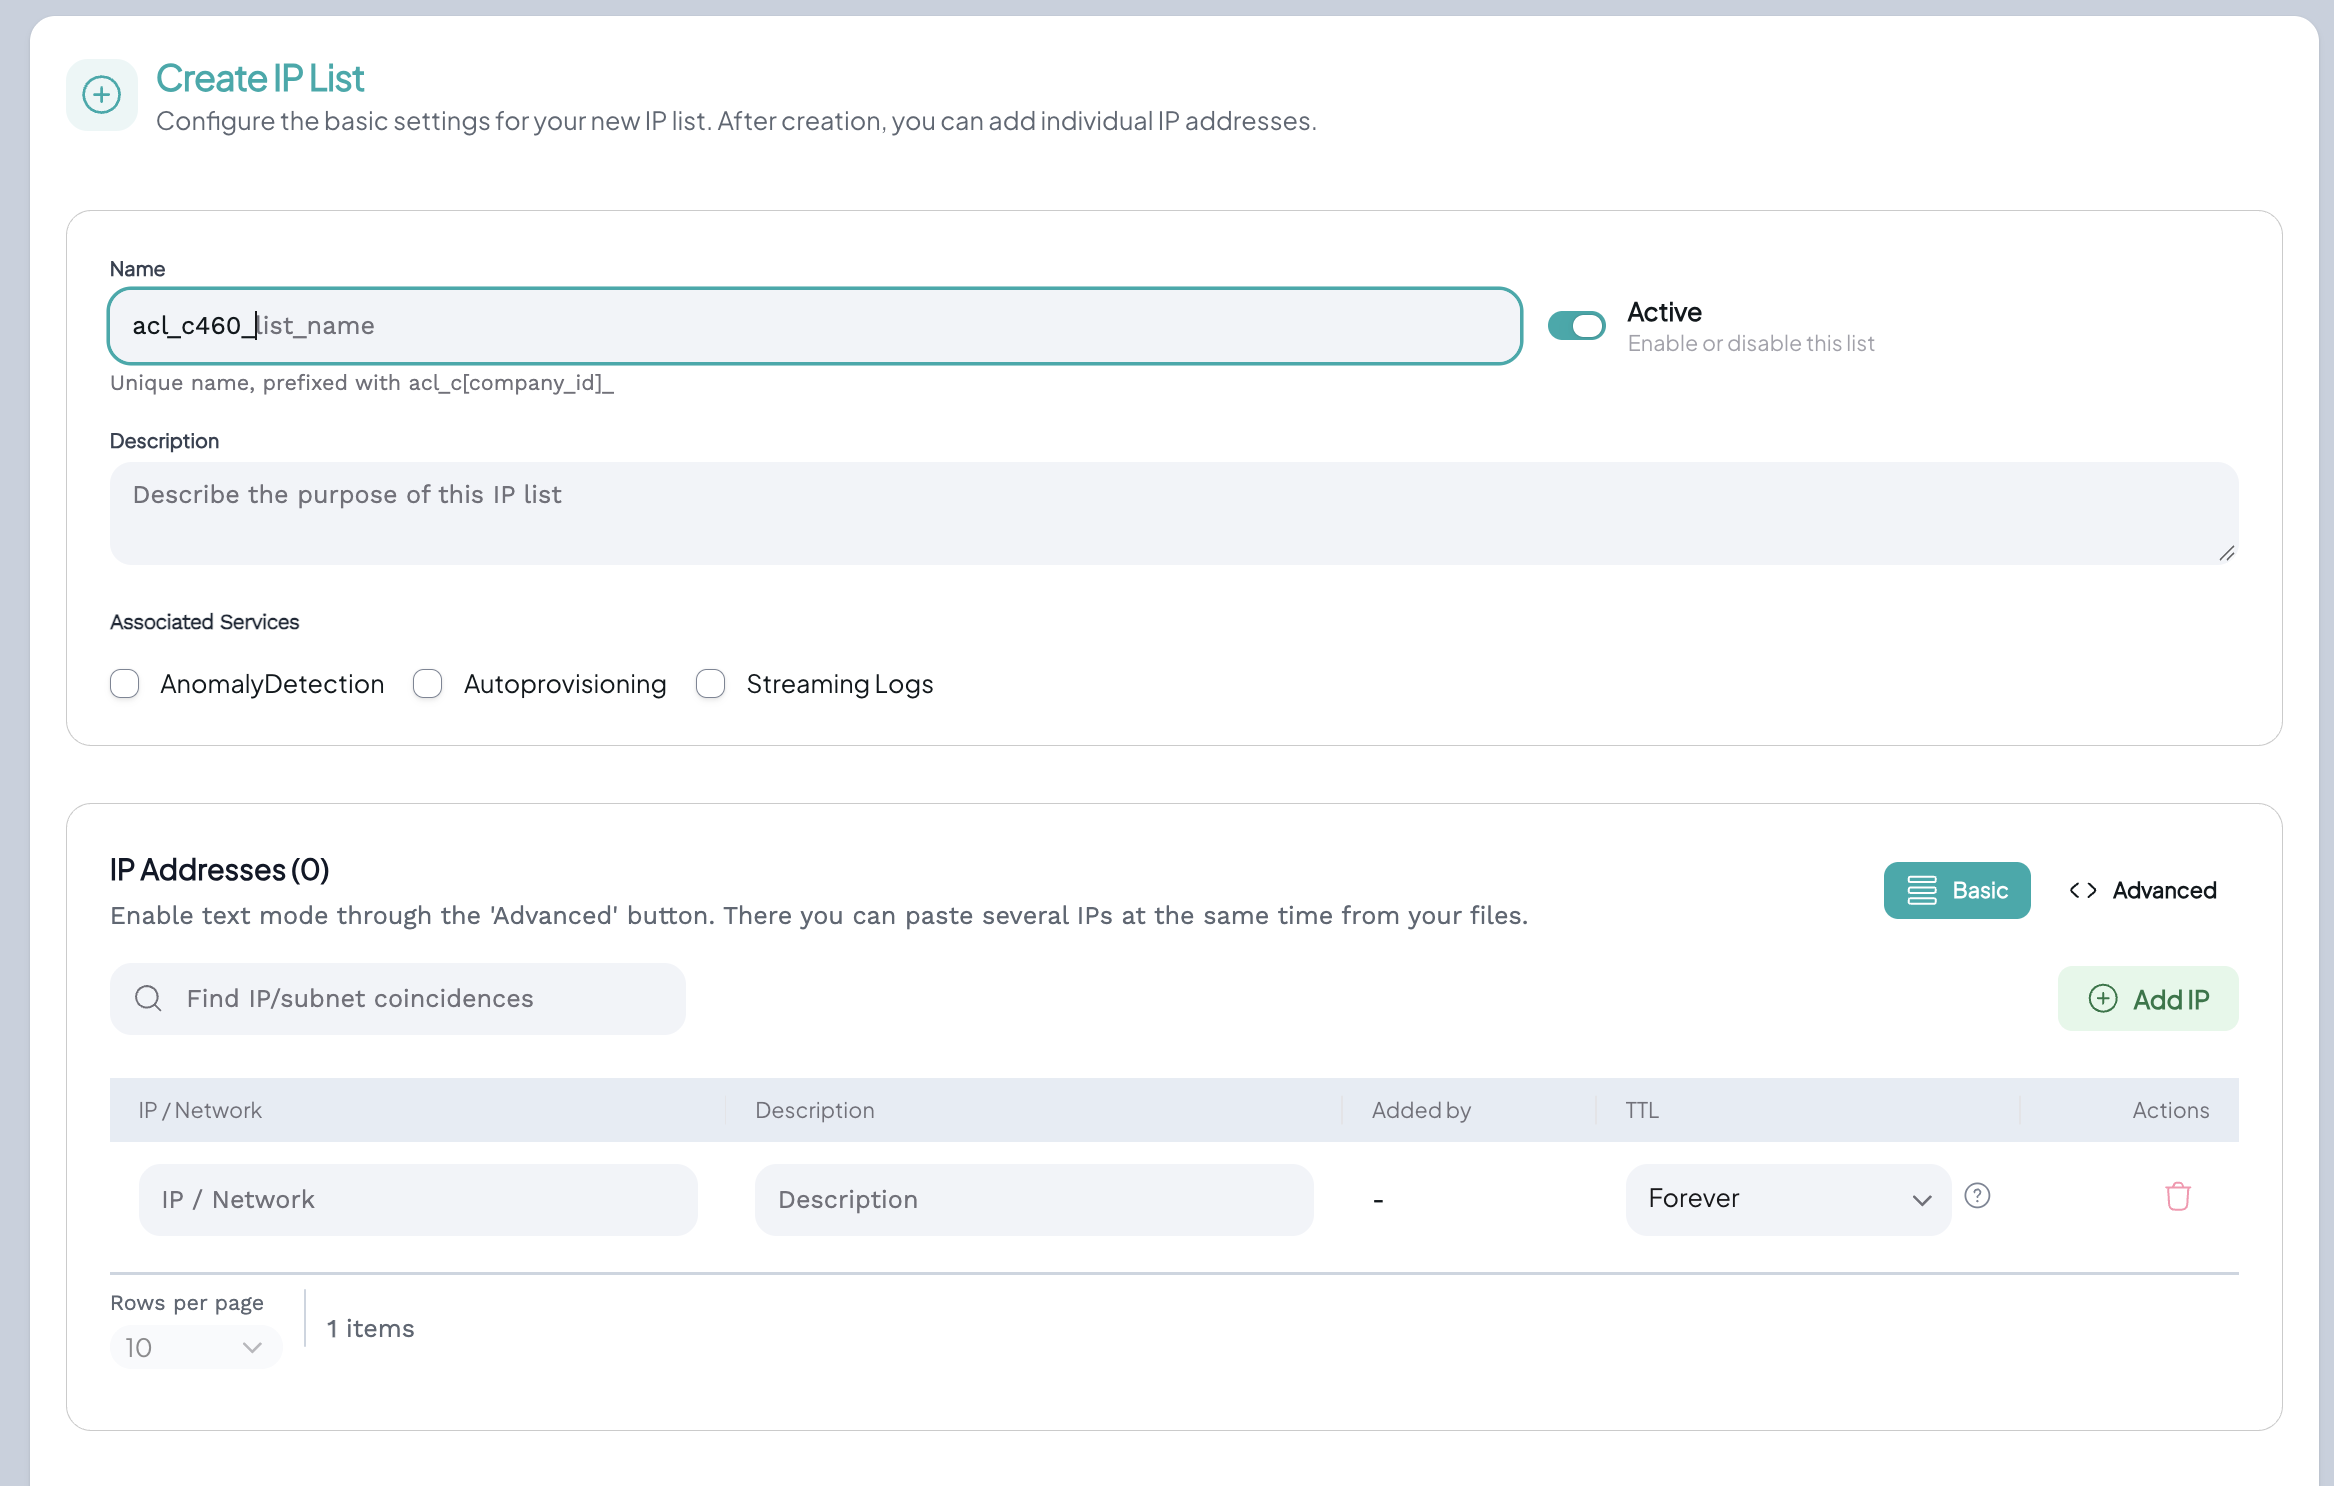 Create IP List
Configure the basic settings for your new IP list. After creation, you can add individual IP addresses.
Name
acl_c460_list_name
Active
Enable or disable this list
Unique name, prefixed with acl_c[company_id]_
Description
Describe the purpose of this IP list
Associated Services
AnomalyDetection Autoprovisioning Streaming Logs
IP Addresses (0)
Basic <> Advanced
Enable text mode through the 'Advanced' button. There you can paste several IPs at the same time from your files.
Find IP/subnet coincidences
Add IP
IP / Network Description Added by TTL Actions
IP / Network Description - Forever ?
Rows per page
10
1 items